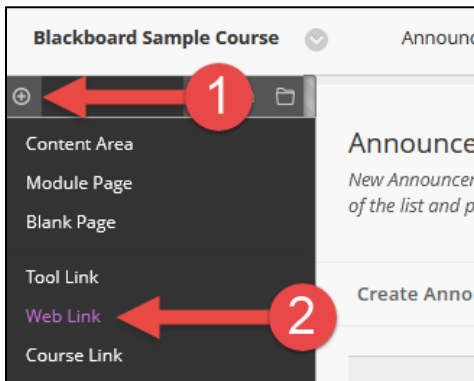 Blackboard Sample Course
Announc
1
Content Area
Module Page
Blank Page
Tool Link
Web Link
2
Course Link
Announce
New Announcer
of the list and p
Create Anno